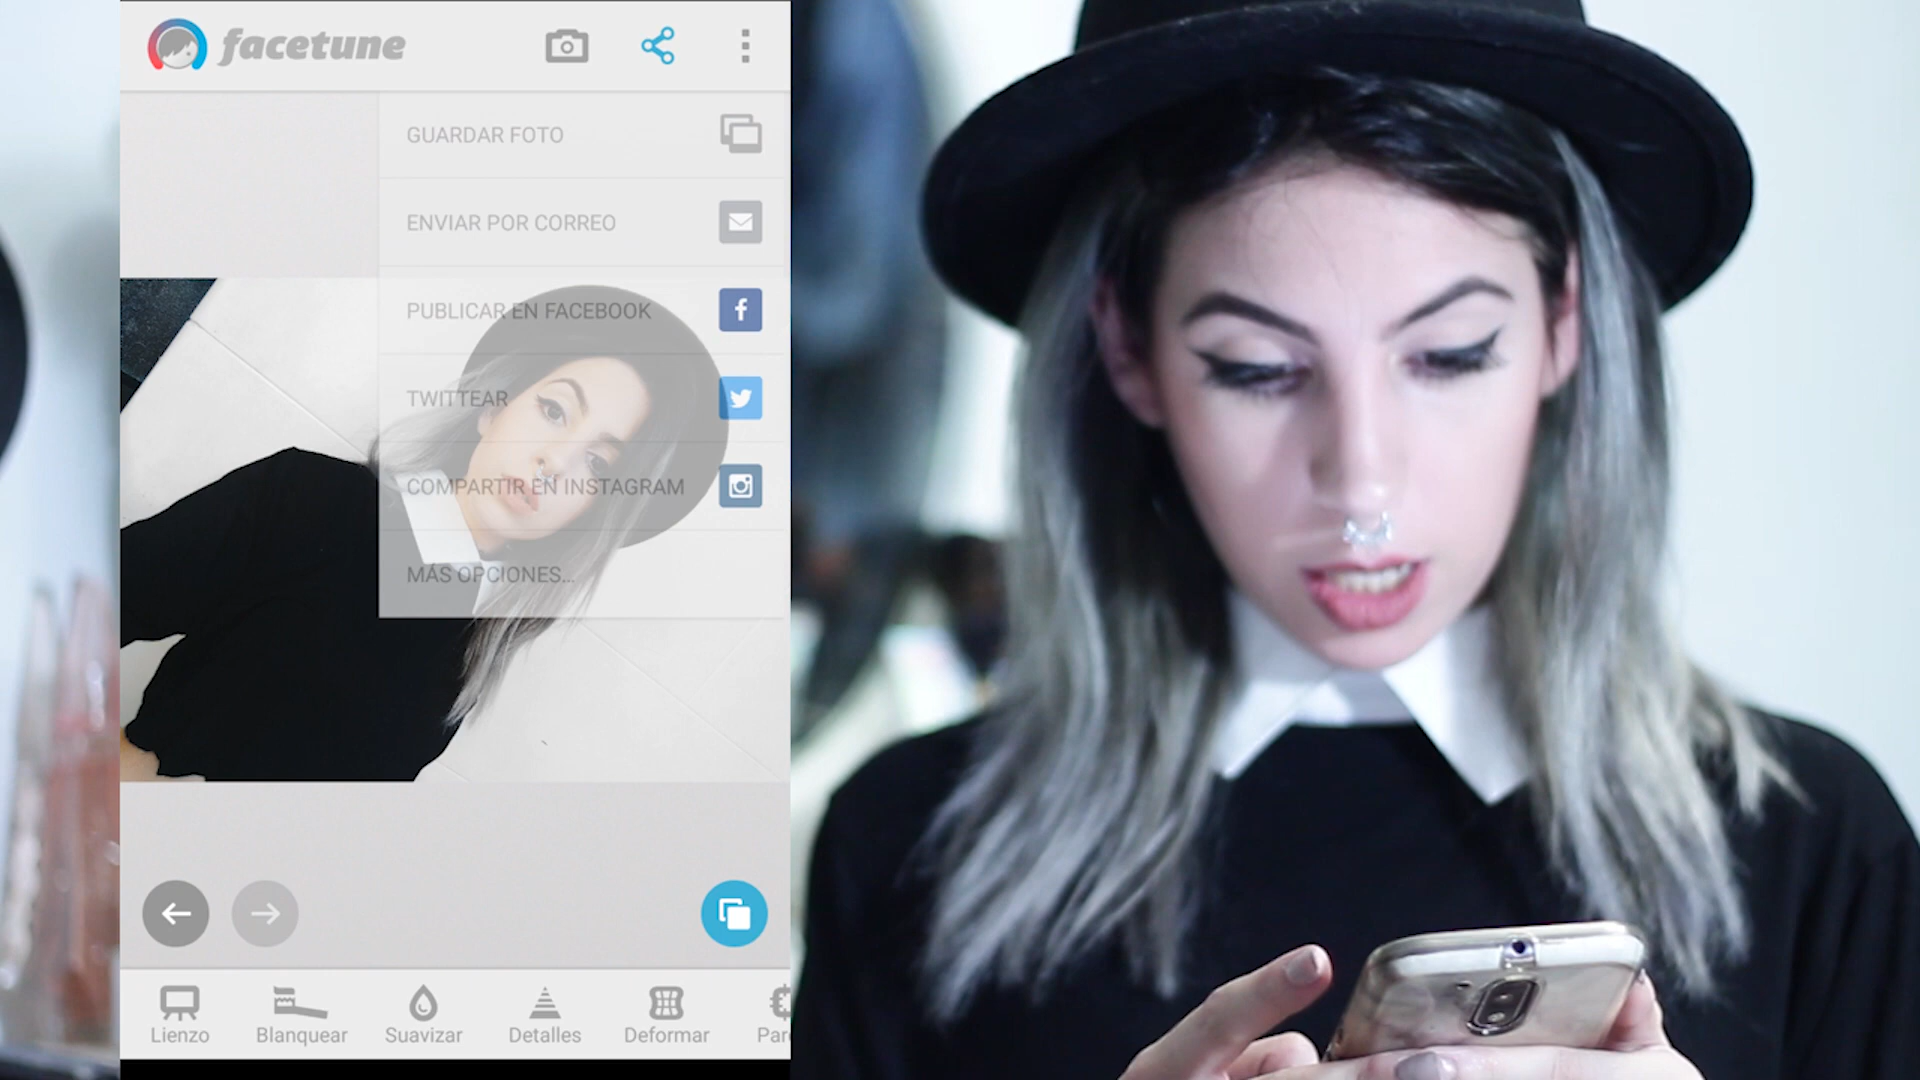 facetune
GUARDAR FOTO
ENVIAR POR CORREO
PUBLICAR EN FACEBOOK
TWITTEAR
COMPARTIR EN INSTAGRAM
MÁS OPCIONES...
Lienzo
Blanquear
Suavizar
Detalles
Deformar